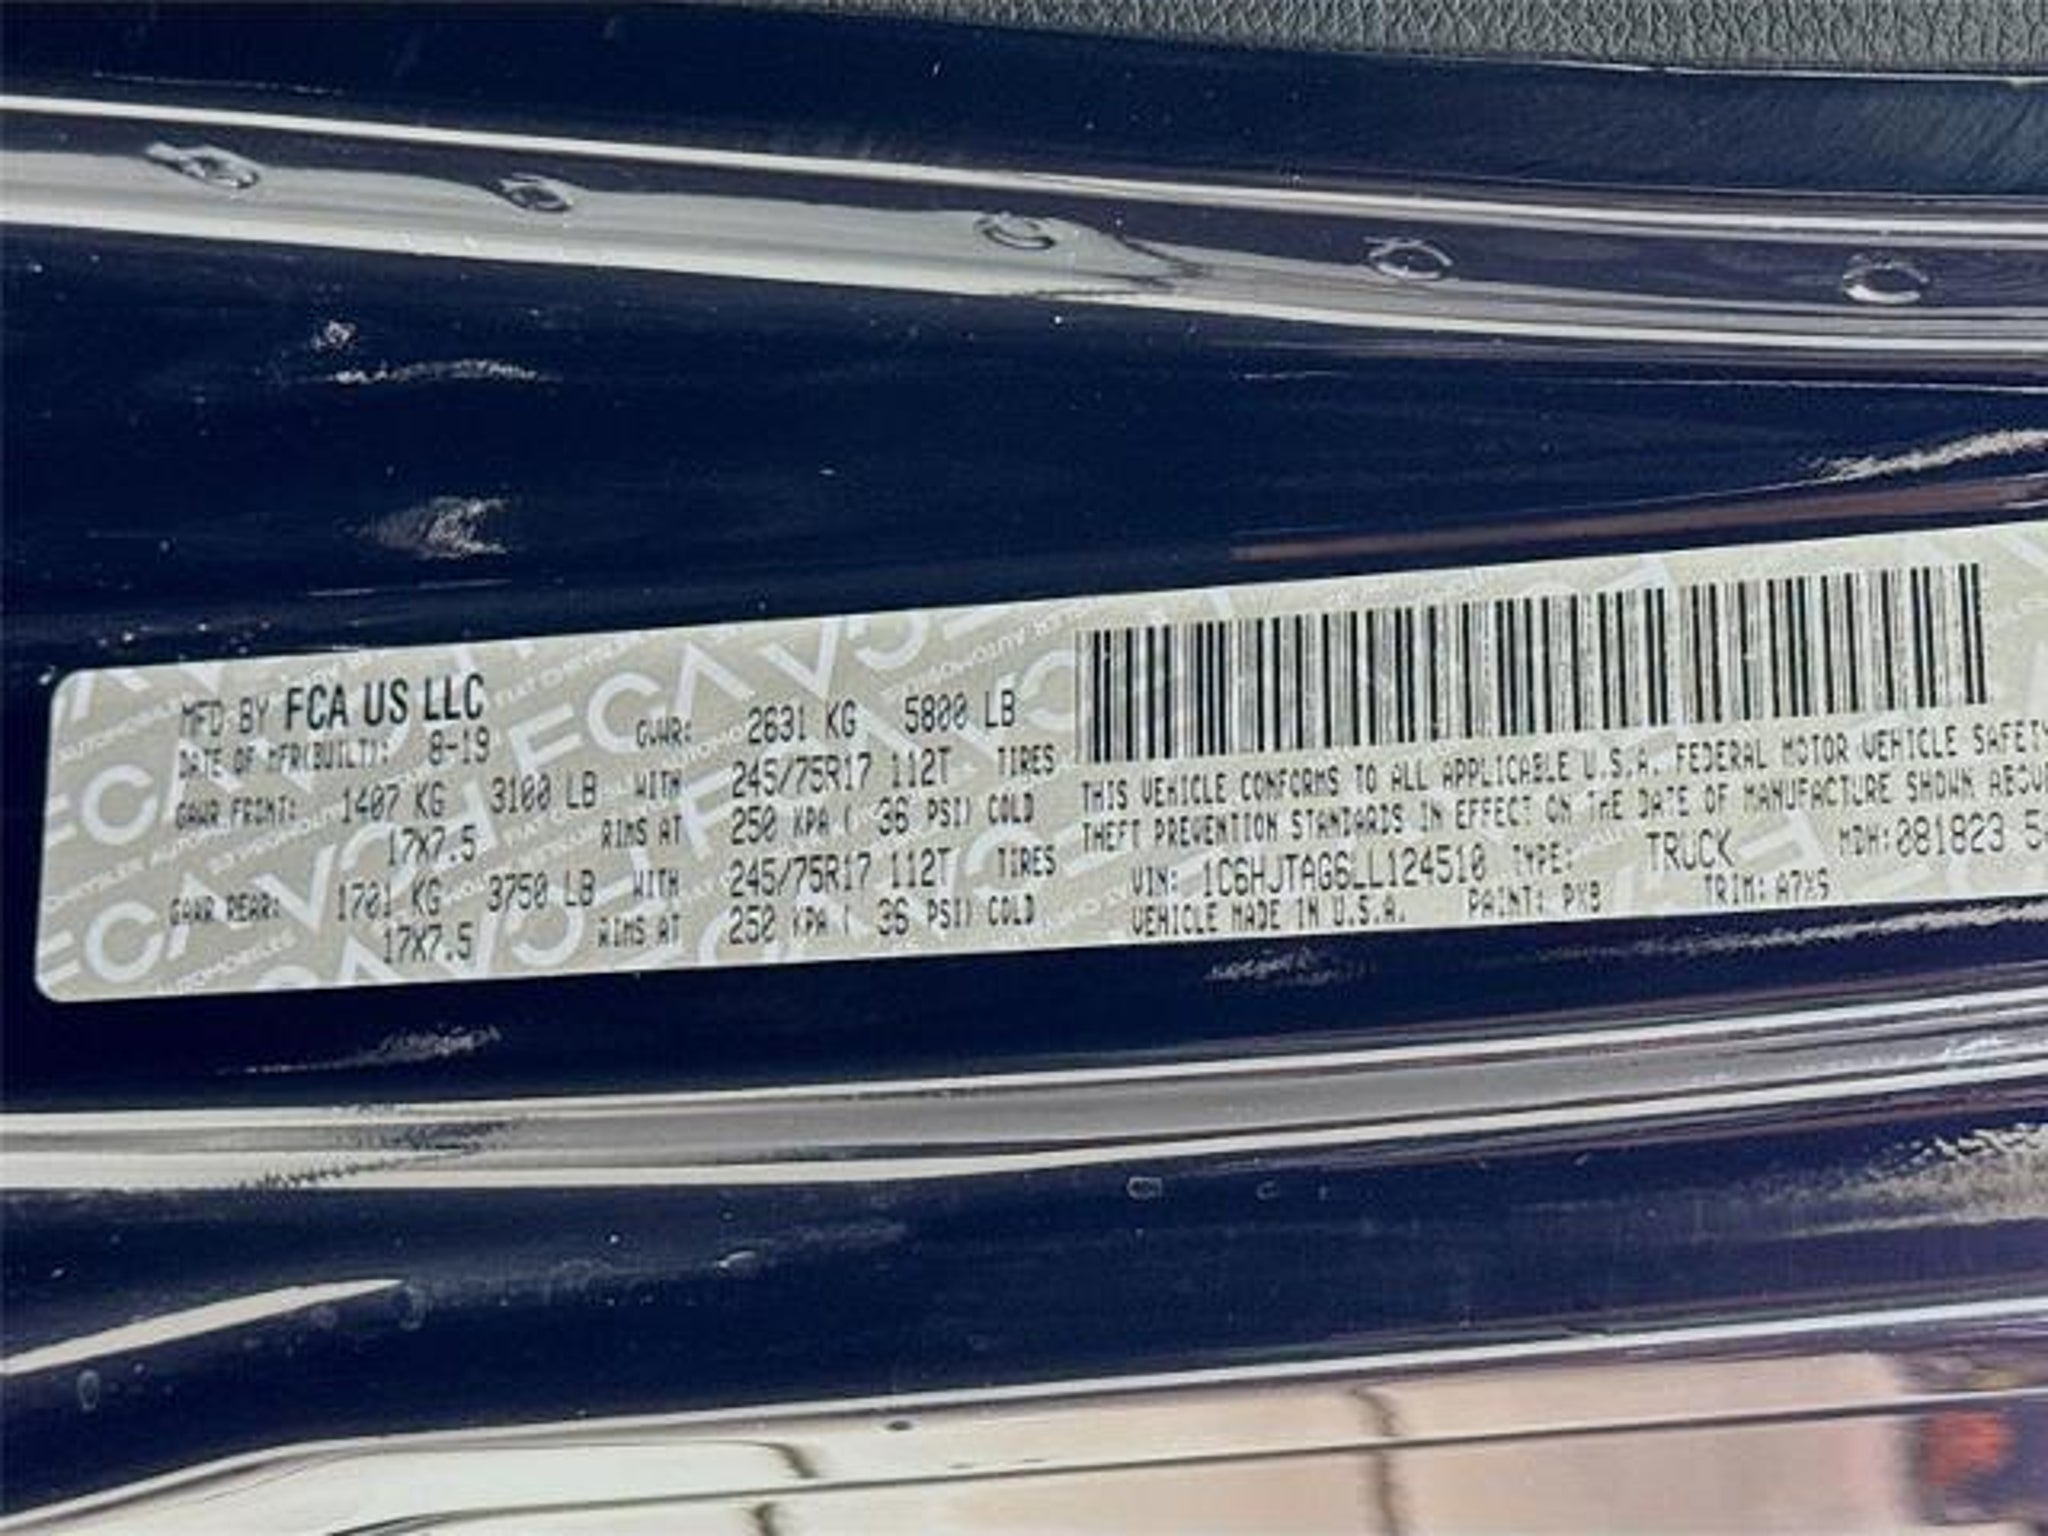 MFD BY FCA US LLC
DATE OF MFR(BUILT): 8-19 GVWR: 2631 KG 5800 LB
GAWR FRONT: 1407 KG 3100 LB WITH 245/75R17 112T TIRES
17X7.5 RIMS AT 250 KPA ( 36 PSI) COLD
GAWR REAR: 1701 KG 3750 LB WITH 245/75R17 112T TIRES
17X7.5 RIMS AT 250 KPA ( 36 PSI) COLD
THIS VEHICLE CONFORMS TO ALL APPLICABLE U.S.A. FEDERAL MOTOR VEHICLE SAFETY
THEFT PREVENTION STANDARDS IN EFFECT ON THE DATE OF MANUFACTURE SHOWN ABOVE
VIN: 1C6HJTAG6LL124510 TYPE: TRUCK MDH:081823
VEHICLE MADE IN U.S.A. PAINT: PXB TRIM: A7X9